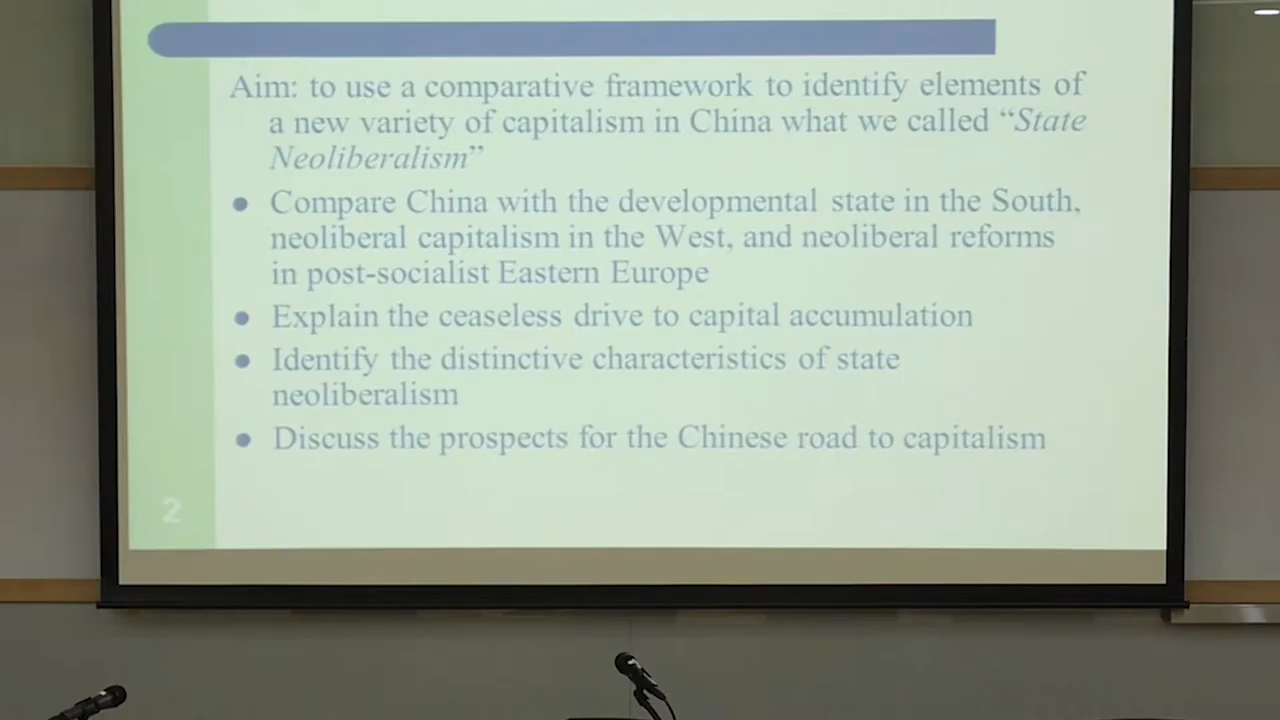 Aim: to use a comparative framework to identify elements of
a new variety of capitalism in China what we called “State
Neoliberalism”
● Compare China with the developmental state in the South,
neoliberal capitalism in the West, and neoliberal reforms
in post-socialist Eastern Europe
● Explain the ceaseless drive to capital accumulation
● Identify the distinctive characteristics of state
neoliberalism
● Discuss the prospects for the Chinese road to capitalism
2